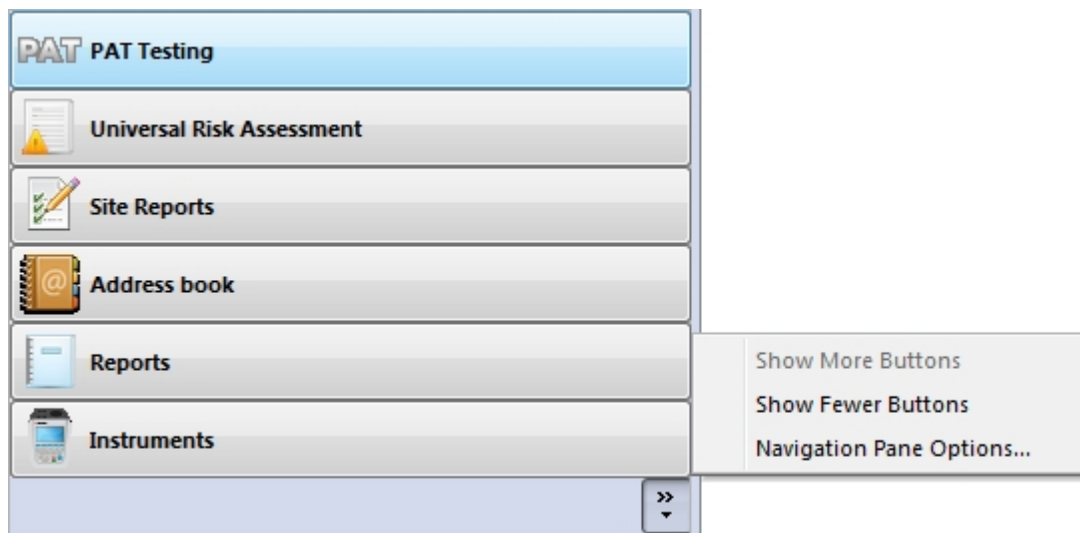 PAT PAT Testing
Universal Risk Assessment
Site Reports
@
Address book
Reports
Instruments
Show More Buttons
Show Fewer Buttons
Navigation Pane Options...